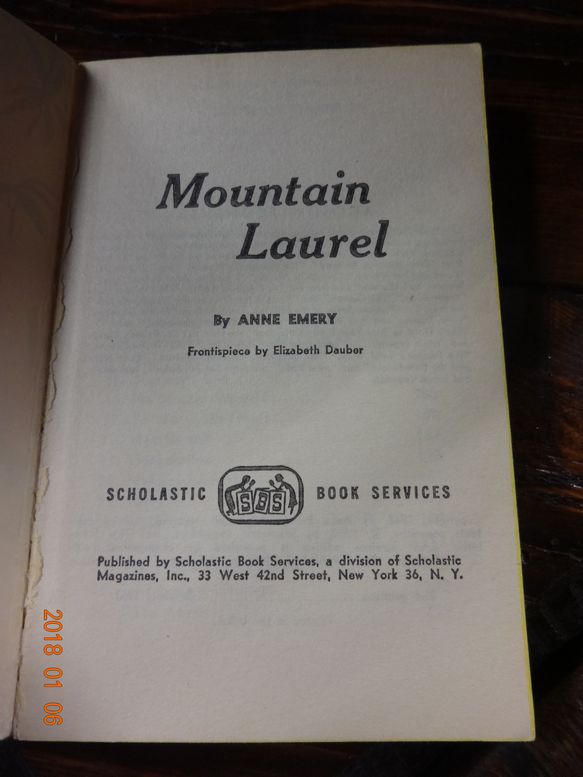 Mountain
Laurel
By ANNE EMERY
Frontispiece by Elizabeth Dauber
SCHOLASTIC SBS BOOK SERVICES
Published by Scholastic Book Services, a division of Scholastic
Magazines, Inc., 33 West 42nd Street, New York 36, N. Y.
2018 01 06